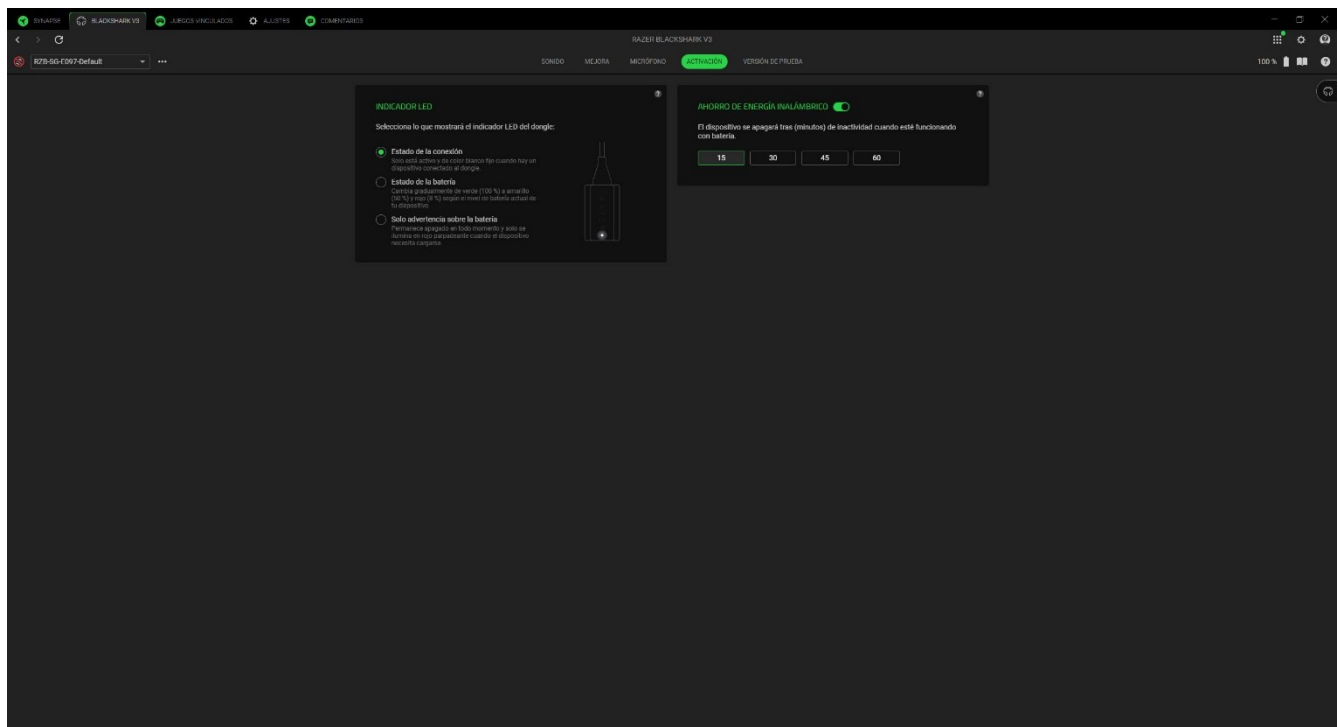 SYNAPSE
BLACKSHARK V3
JUEGOS VINCULADOS
AJUSTES
COMENTARIOS
RAZER BLACKSHARK V3
RZB-SG-E097-Default
SONIDO
MEJORA
MICRÓFONO
ACTIVACIÓN
VERSIÓN DE PRUEBA
100 %
INDICADOR LED
Selecciona lo que mostrará el indicador LED del dongle:
Estado de la conexión
Solo está activo y de color blanco fijo cuando hay un
dispositivo conectado al dongle.
Estado de la batería
Cambia gradualmente de verde (100 %) a amarillo
(50 %) y rojo (0 %) según el nivel de batería actual de
tu dispositivo.
Solo advertencia sobre la batería
Permanece apagado en todo momento y solo se
ilumina en rojo parpadeante cuando el dispositivo
necesita cargarse.
AHORRO DE ENERGÍA INALÁMBRICO
El dispositivo se apagará tras (minutos) de inactividad cuando esté funcionando
con batería.
15
30
45
60